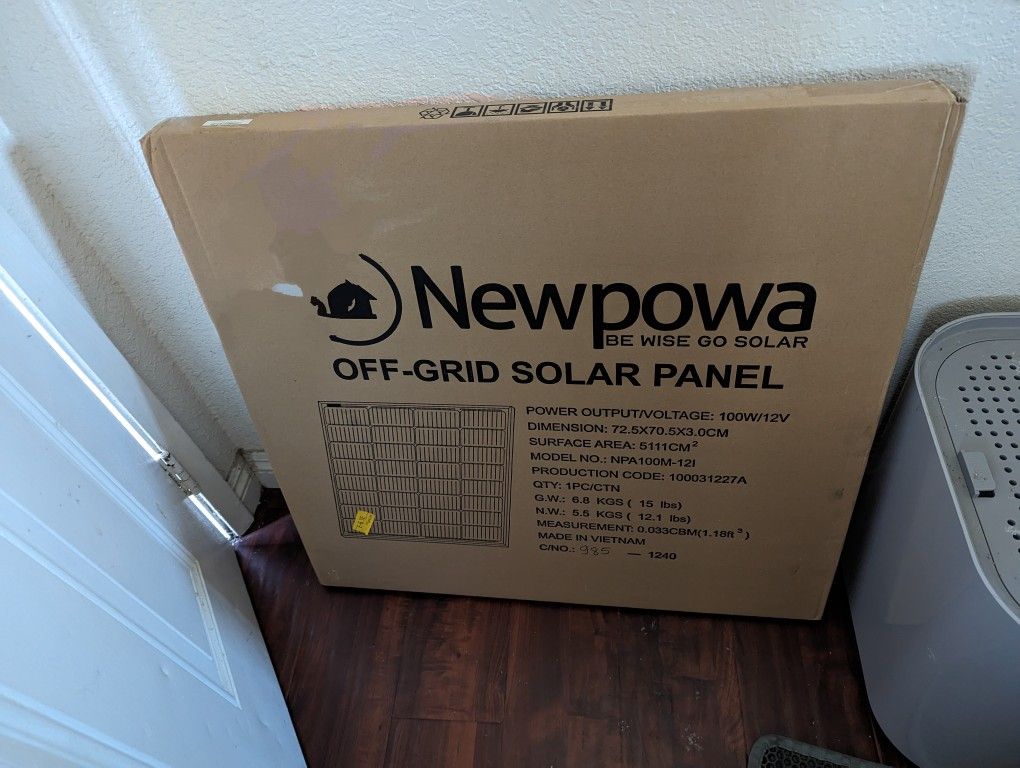 Newpowa
BE WISE GO SOLAR
OFF-GRID SOLAR PANEL
POWER OUTPUT/VOLTAGE: 100W/12V
DIMENSION: 72.5X70.5X3.0CM
SURFACE AREA: 5111CM²
MODEL NO.: NPA100M-12I
PRODUCTION CODE: 100031227A
QTY: 1PC/CTN
G.W.: 6.8 KGS ( 15 lbs)
N.W.: 5.5 KGS ( 12.1 lbs)
MEASUREMENT: 0.033CBM(1.18ft³)
MADE IN VIETNAM
C/NO.: 985 — 1240